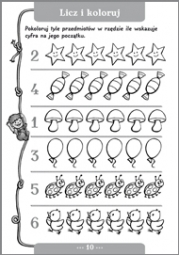 Licz i koloruj
Pokoloruj tyle przedmiotów w rzędzie ile wskazuje
cyfra na jego początku.
2
4
1
3
5
6
10